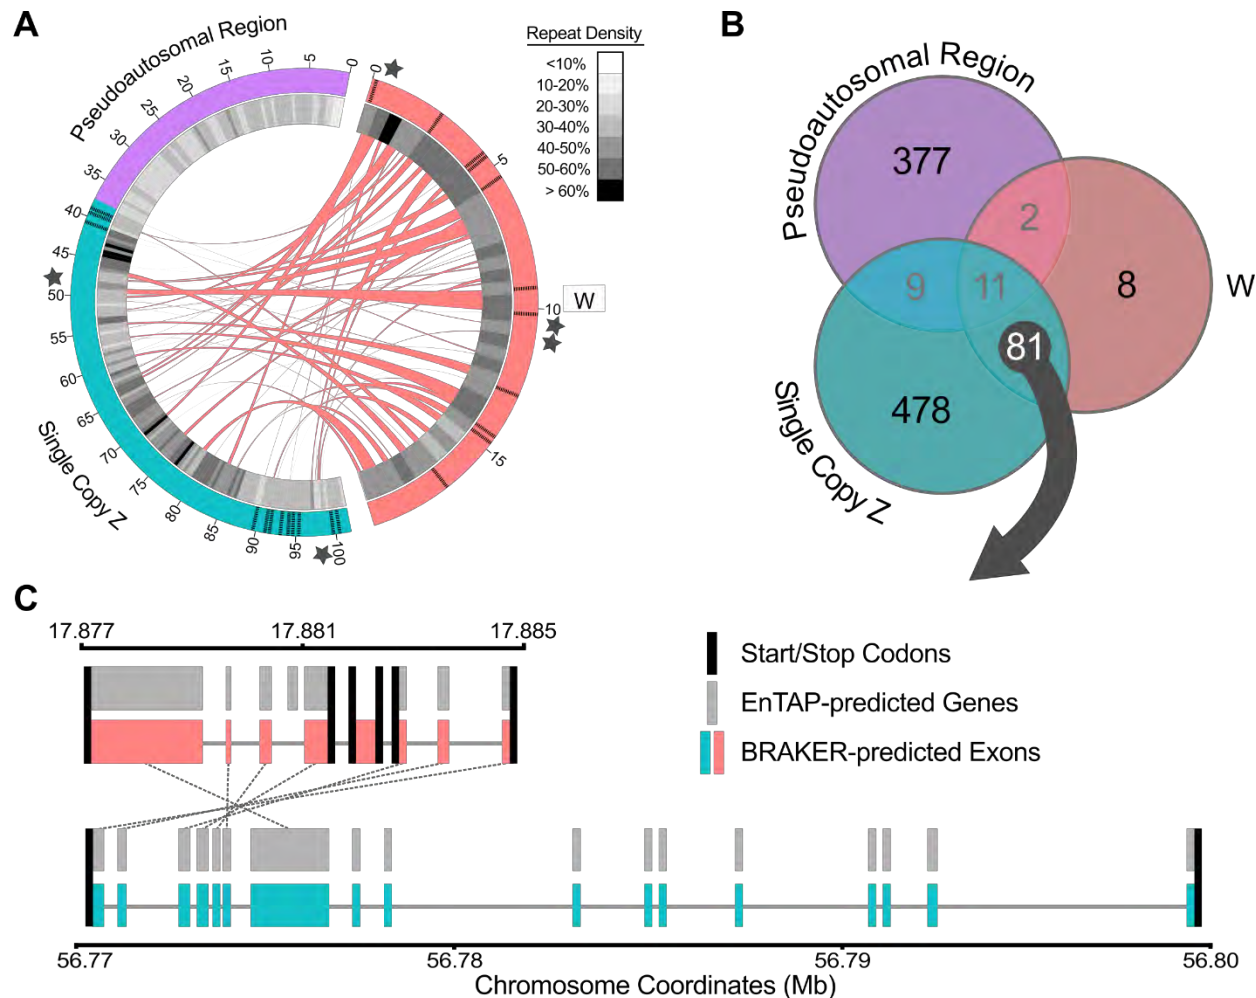 A
Pseudoautosomal Region
0
5
10
15
20
25
30
35
40
45
50
55
60
65
70
75
80
85
90
95
100
Single Copy Z
0
5
10
15
W
Repeat Density
<10%
10-20%
20-30%
30-40%
40-50%
50-60%
> 60%
B
Pseudoautosomal Region
377
2
9
11
8
W
81
478
Single Copy Z
C
17.877 17.881 17.885
Start/Stop Codons
EnTAP-predicted Genes
BRAKER-predicted Exons
56.77 56.78 56.79 56.80
Chromosome Coordinates (Mb)